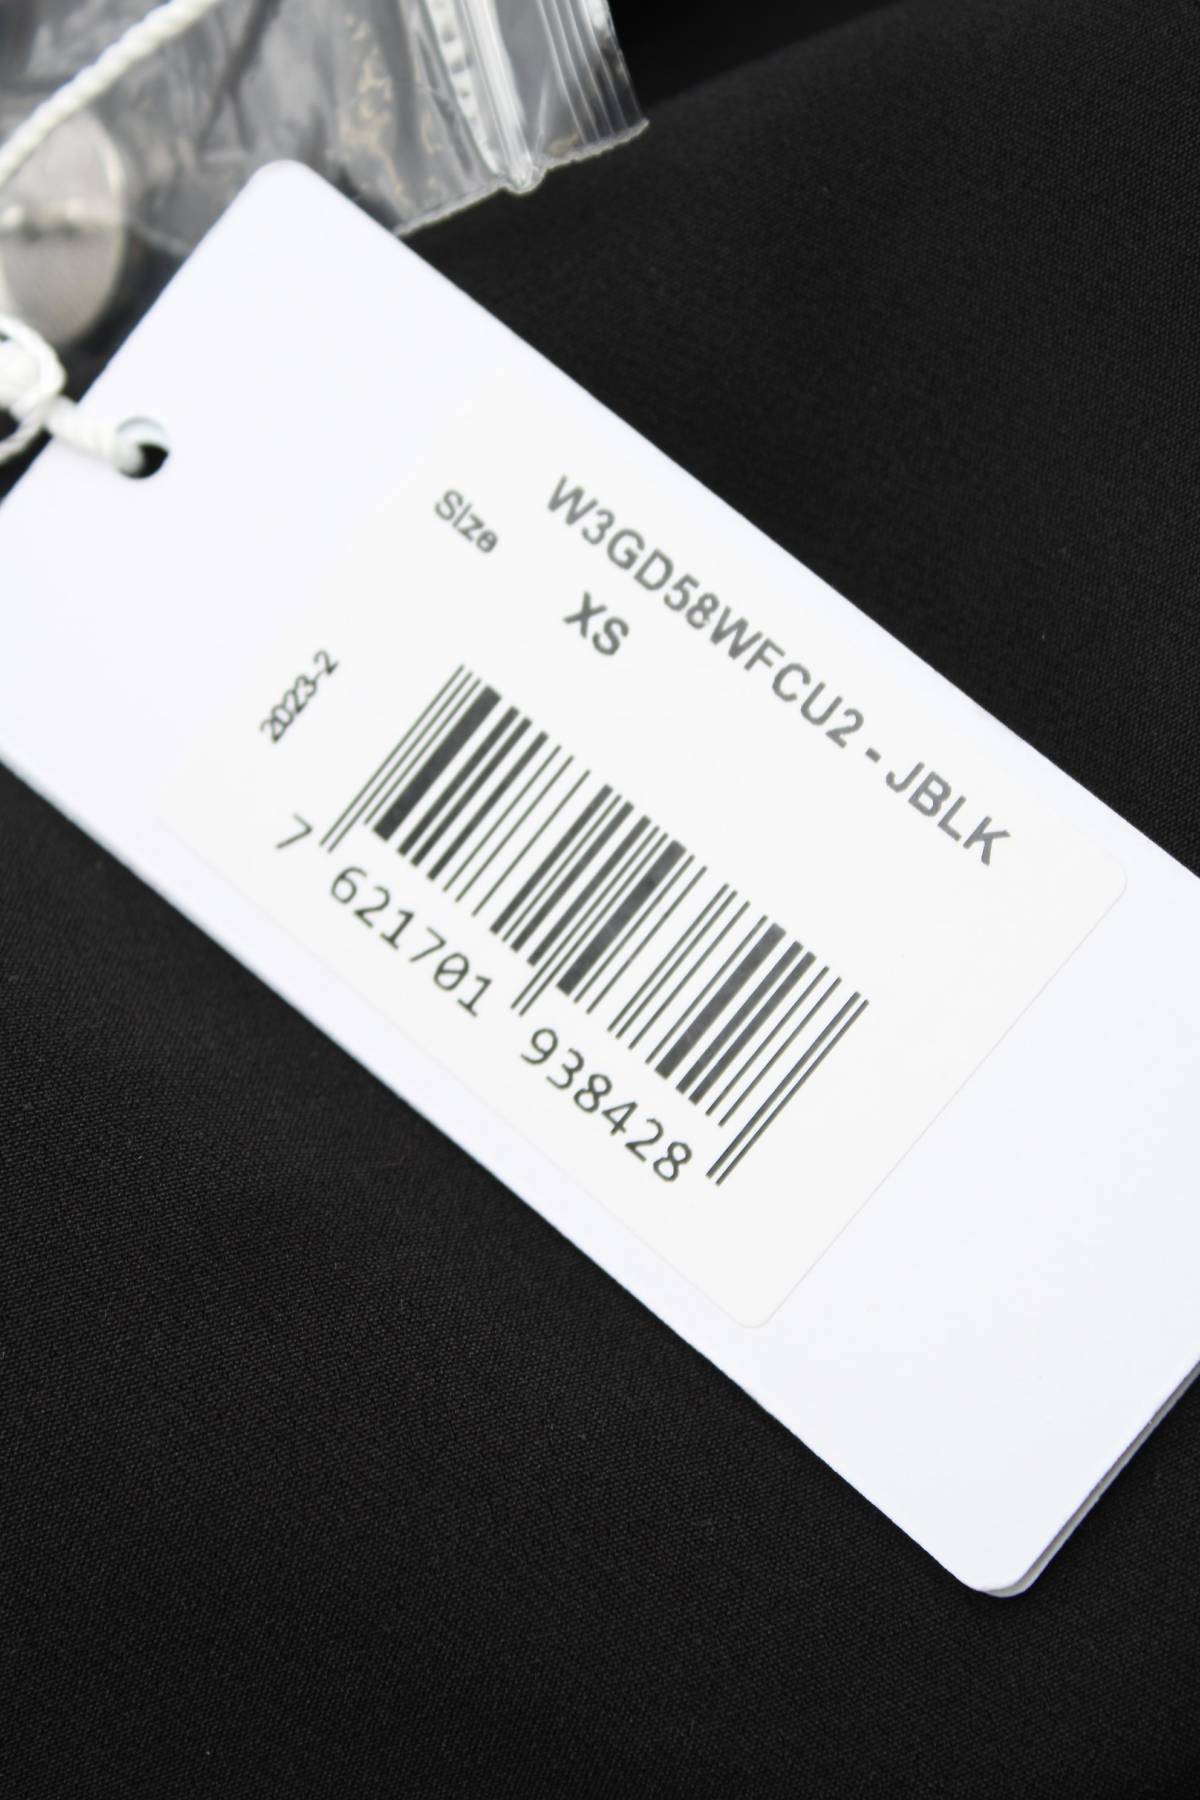 W3GD58WFCU2 - JBLK
Size XS
2023-2
7 621701 938428